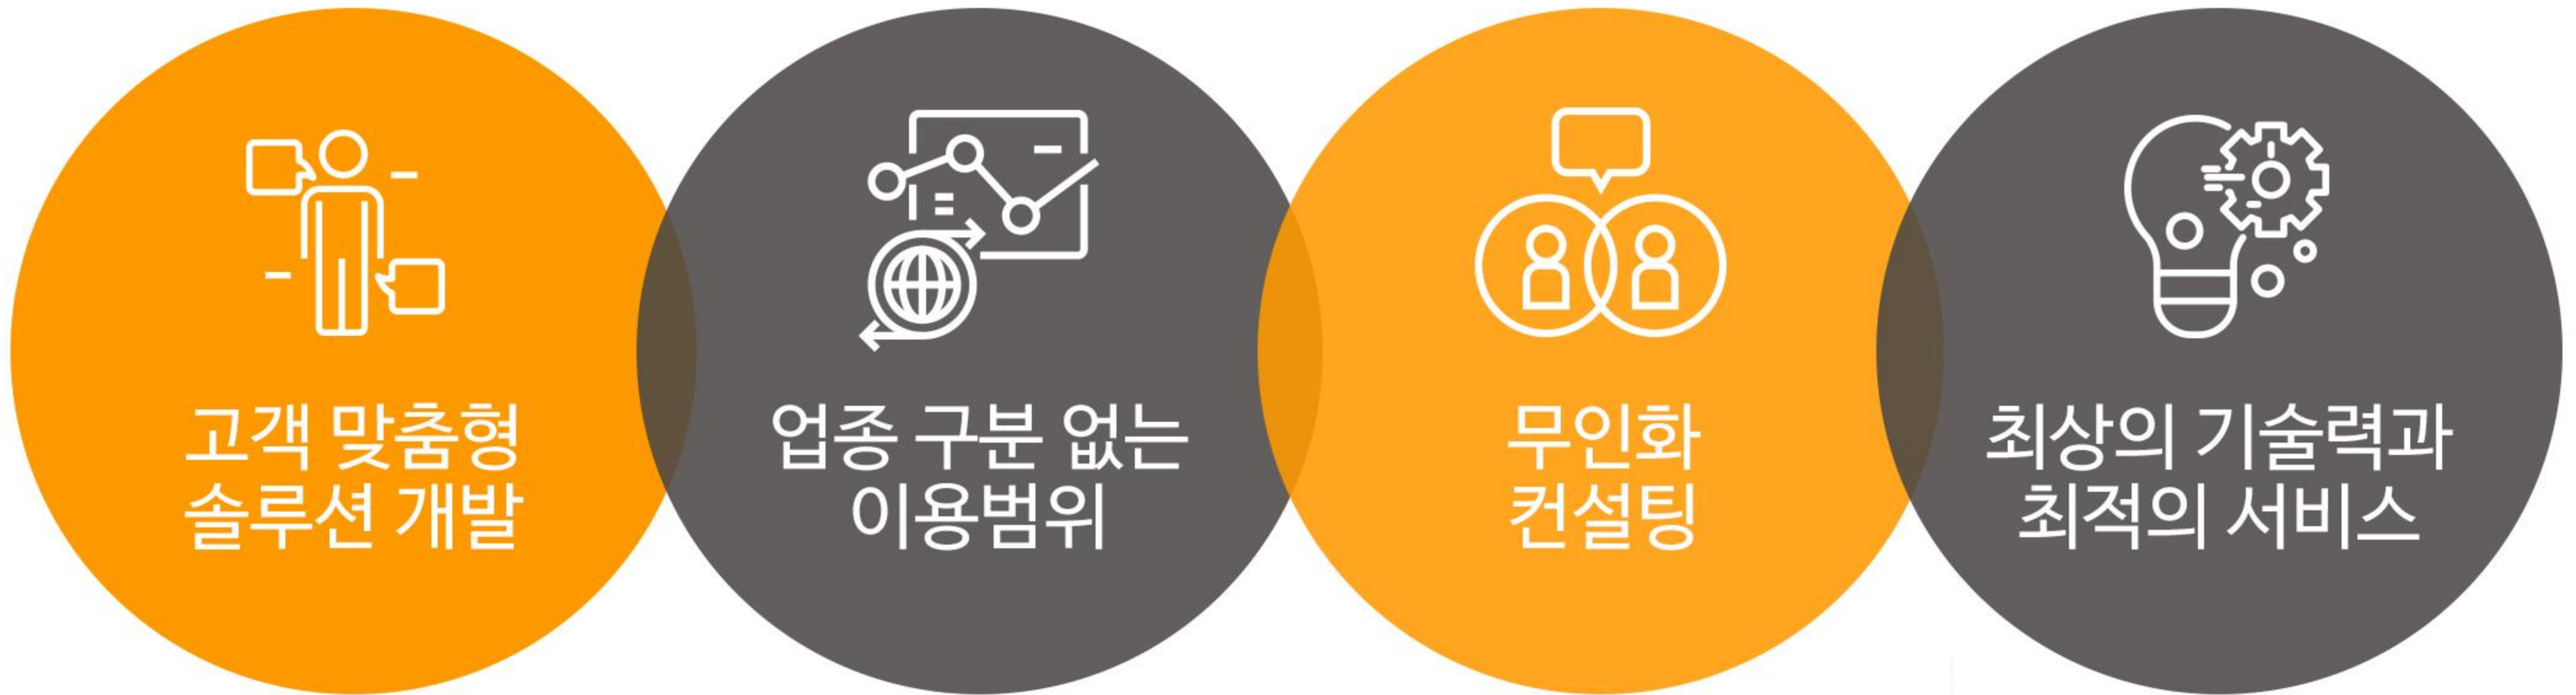 고객 맞춤형
솔루션 개발
업종 구분 없는
이용범위
무인화
컨설팅
최상의 기술력과
최적의 서비스